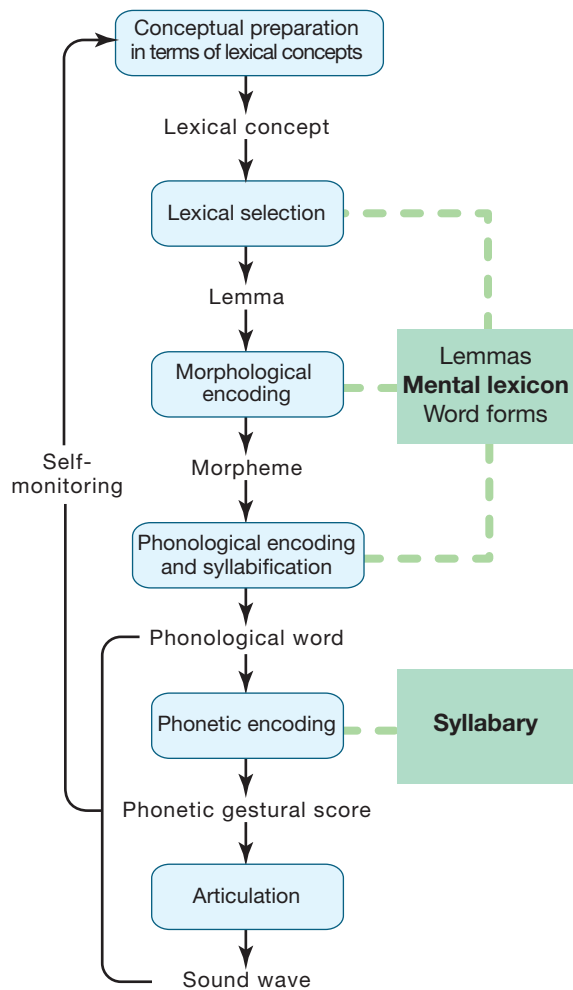 Conceptual preparation
in terms of lexical concepts
Lexical concept
Lexical selection
Lemma
Lemmas
Mental lexicon
Word forms
Morphological
encoding
Self-
monitoring
Morpheme
Phonological encoding
and syllabification
Phonological word
Phonetic encoding
Syllabary
Phonetic gestural score
Articulation
Sound wave